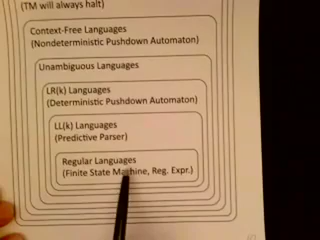 (TM will always halt)
Context-Free Languages
(Nondeterministic Pushdown Automaton)
Unambiguous Languages
LR(k) Languages
(Deterministic Pushdown Automaton)
LL(k) Languages
(Predictive Parser)
Regular Languages
(Finite State Machine, Reg. Expr.)